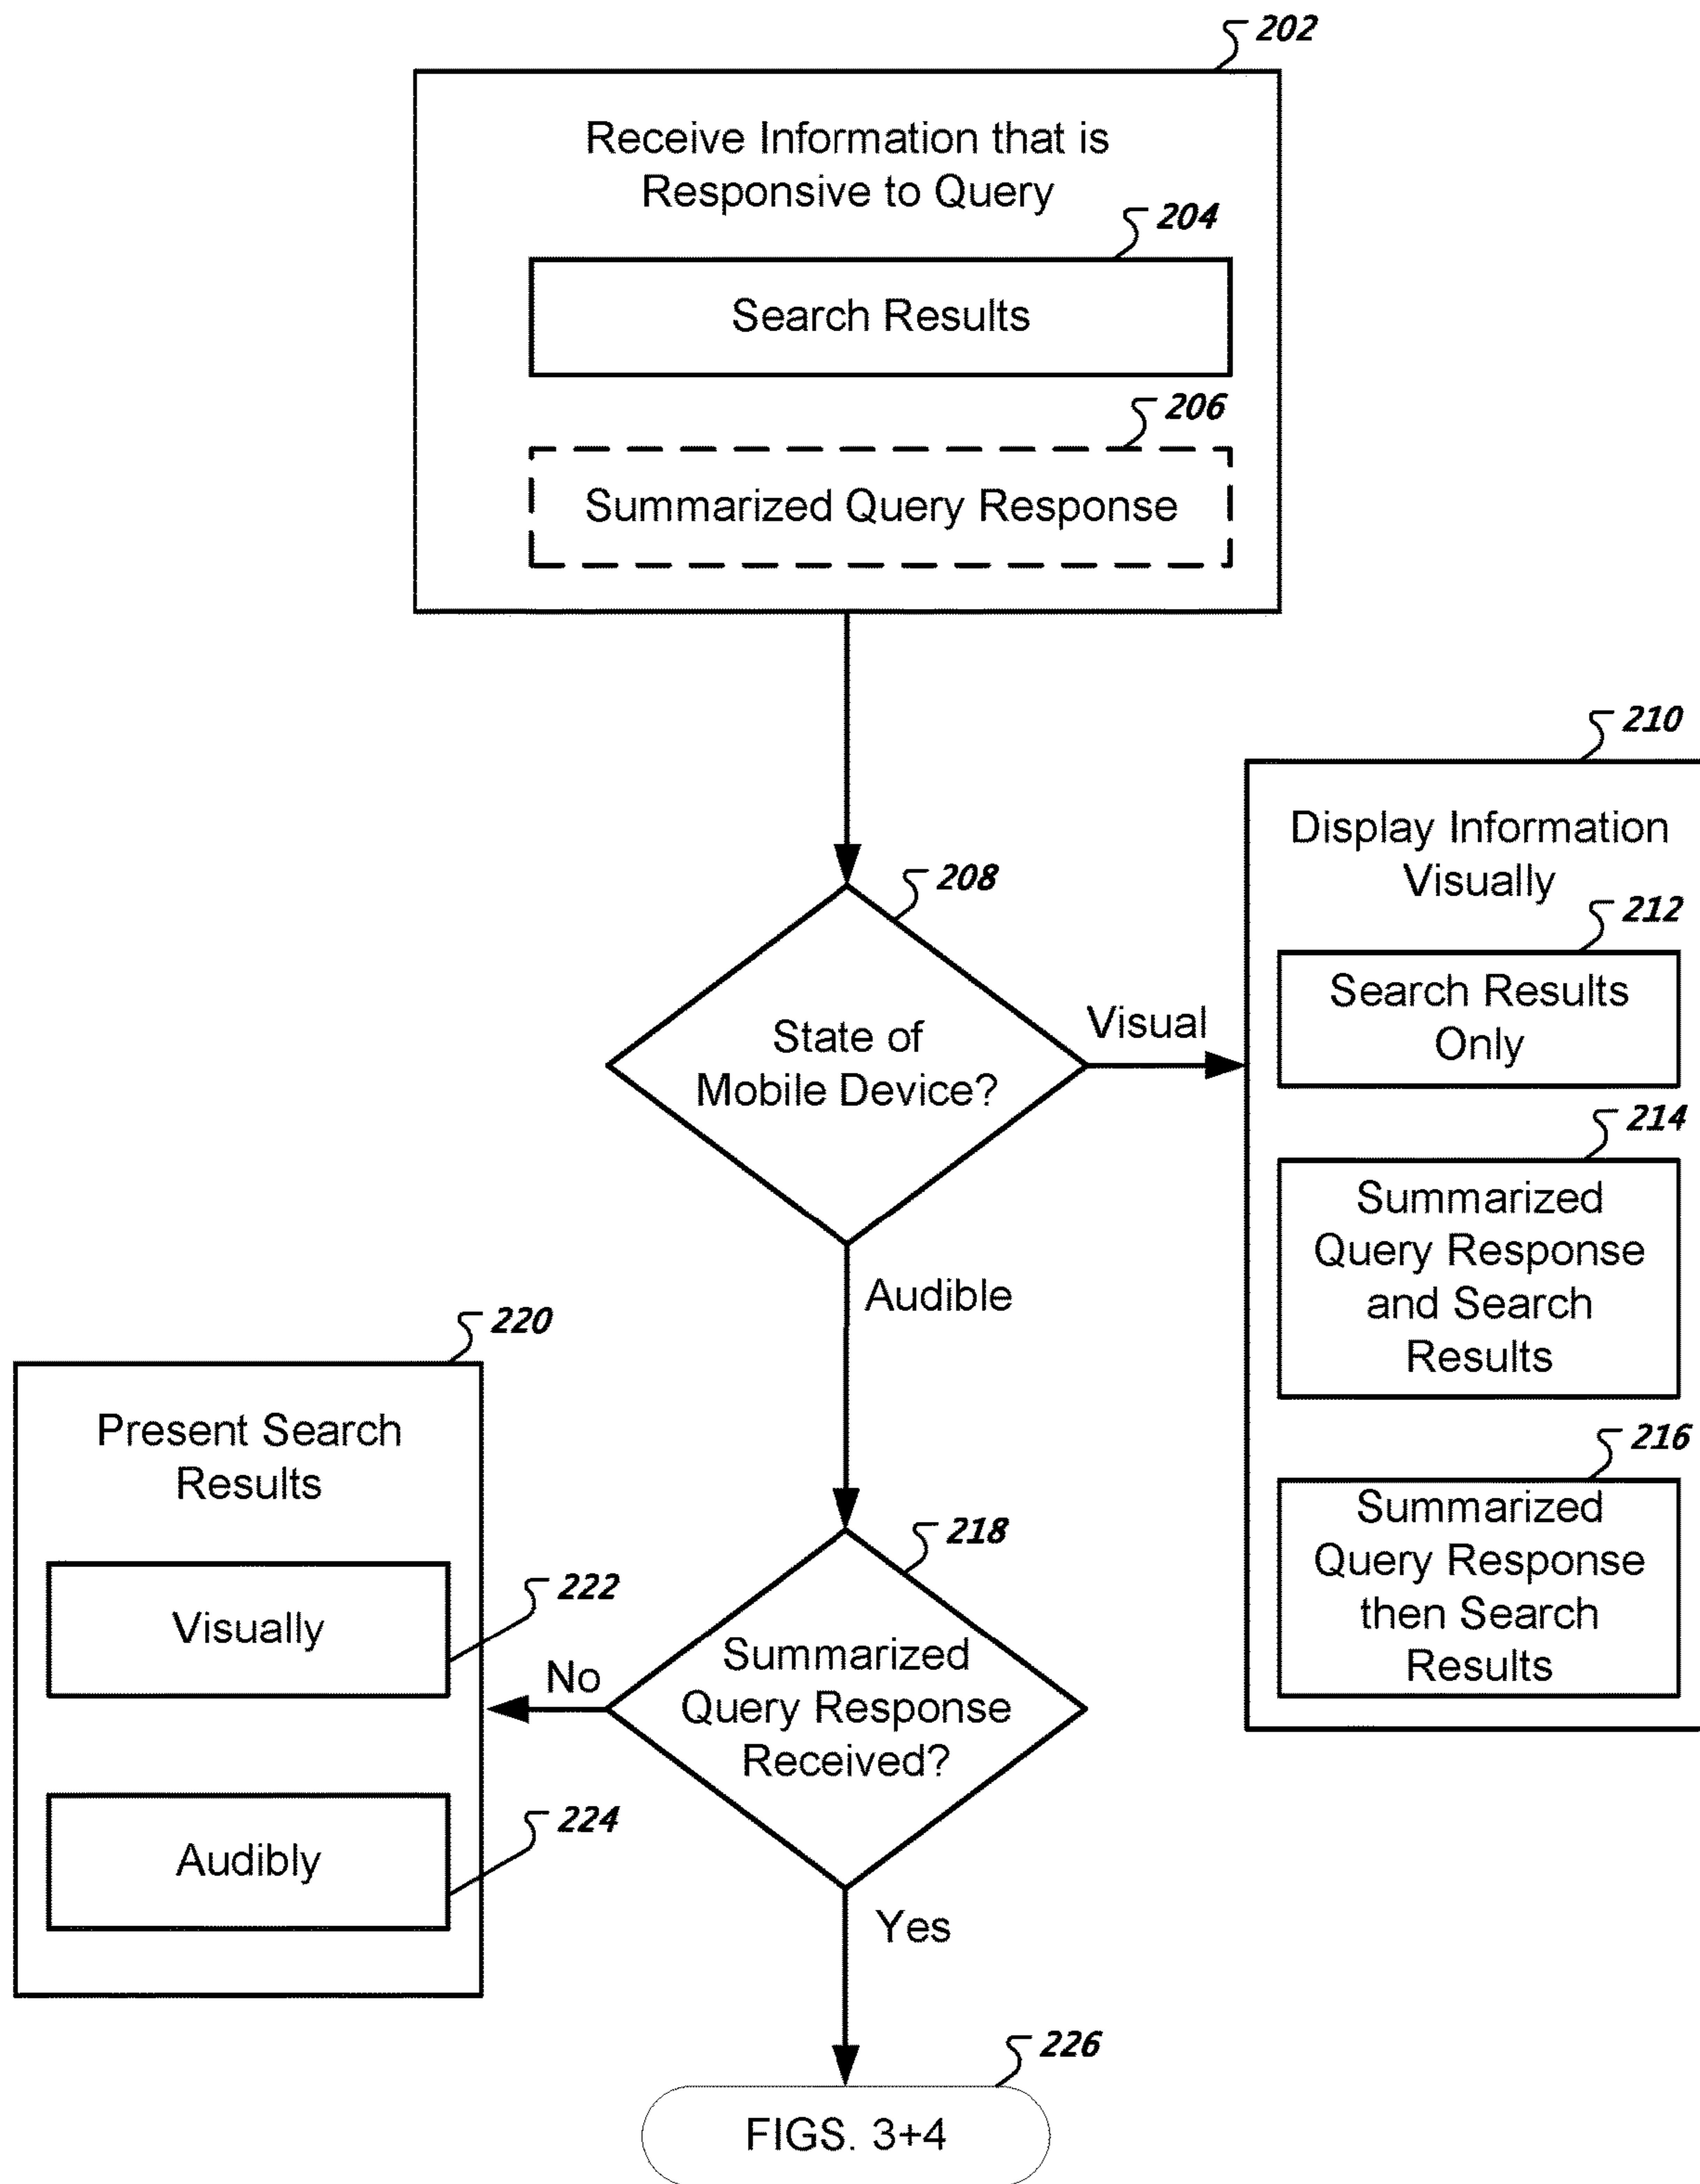 202
Receive Information that is
Responsive to Query
204
Search Results
206
Summarized Query Response
208
State of
Mobile Device?
Visual
Audible
210
Display Information
Visually
212
Search Results
Only
214
Summarized
Query Response
and Search
Results
216
Summarized
Query Response
then Search
Results
218
Summarized
Query Response
Received?
No
Yes
220
Present Search
Results
222
Visually
224
Audibly
226
FIGS. 3+4